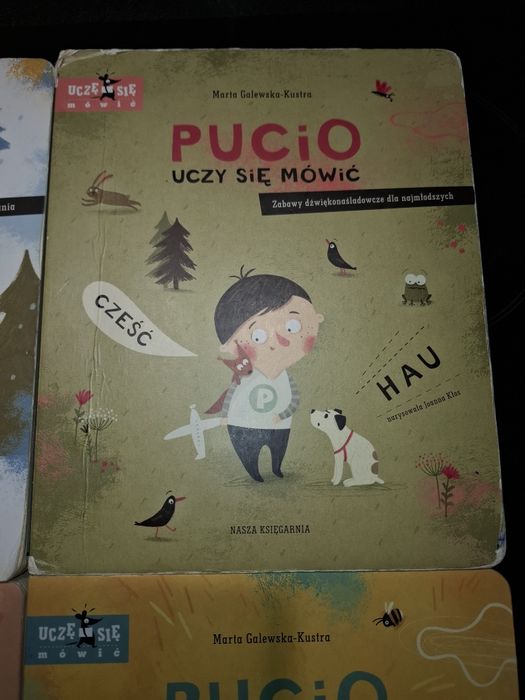 UCZĘ SIĘ
mówić
Marta Galewska-Kustra
PUCiO
UCZY SiĘ MÓWiĆ
Zabawy dźwiękonaśladowcze dla najmłodszych
CZEŚĆ
HAU
narysowała Joanna Kłos
P
NASZA KSIĘGARNIA
UCZĘ SIĘ
mówić
Marta Galewska-Kustra
PUCiO